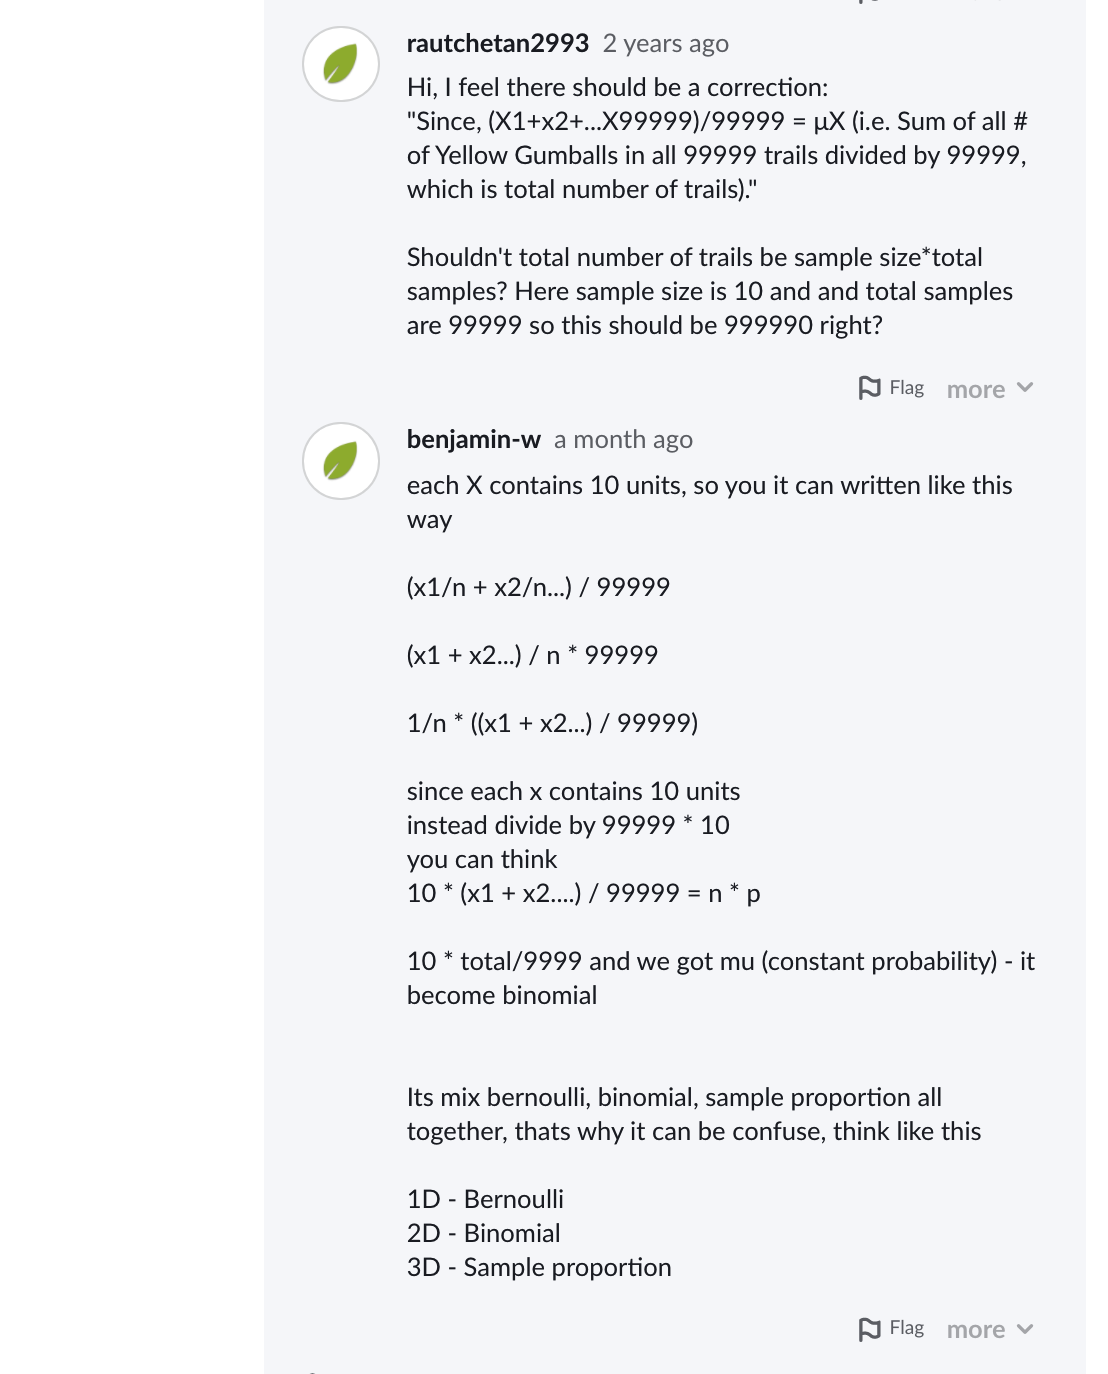 rautchetan2993 2 years ago
Hi, I feel there should be a correction:
"Since, (X1+x2+...X99999)/99999 = μX (i.e. Sum of all #
of Yellow Gumballs in all 99999 trails divided by 99999,
which is total number of trails)."
Shouldn't total number of trails be sample size*total
samples? Here sample size is 10 and and total samples
are 99999 so this should be 999990 right?
Flag more
benjamin-w a month ago
each X contains 10 units, so you it can written like this
way
(x1/n + x2/n...) / 99999
(x1 + x2...) / n * 99999
1/n * ((x1 + x2...) / 99999)
since each x contains 10 units
instead divide by 99999 * 10
you can think
10 * (x1 + x2....) / 99999 = n * p
10 * total/9999 and we got mu (constant probability) - it
become binomial
Its mix bernoulli, binomial, sample proportion all
together, thats why it can be confuse, think like this
1D - Bernoulli
2D - Binomial
3D - Sample proportion
Flag more